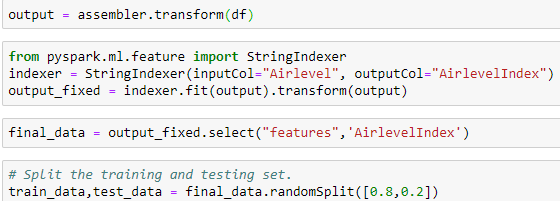 output = assembler.transform(df)
from pyspark.ml.feature import StringIndexer
indexer = StringIndexer(inputCol="Airlevel", outputCol="AirlevelIndex")
output_fixed = indexer.fit(output).transform(output)
final_data = output_fixed.select("features",'AirlevelIndex')
# Split the training and testing set.
train_data,test_data = final_data.randomSplit([0.8,0.2])